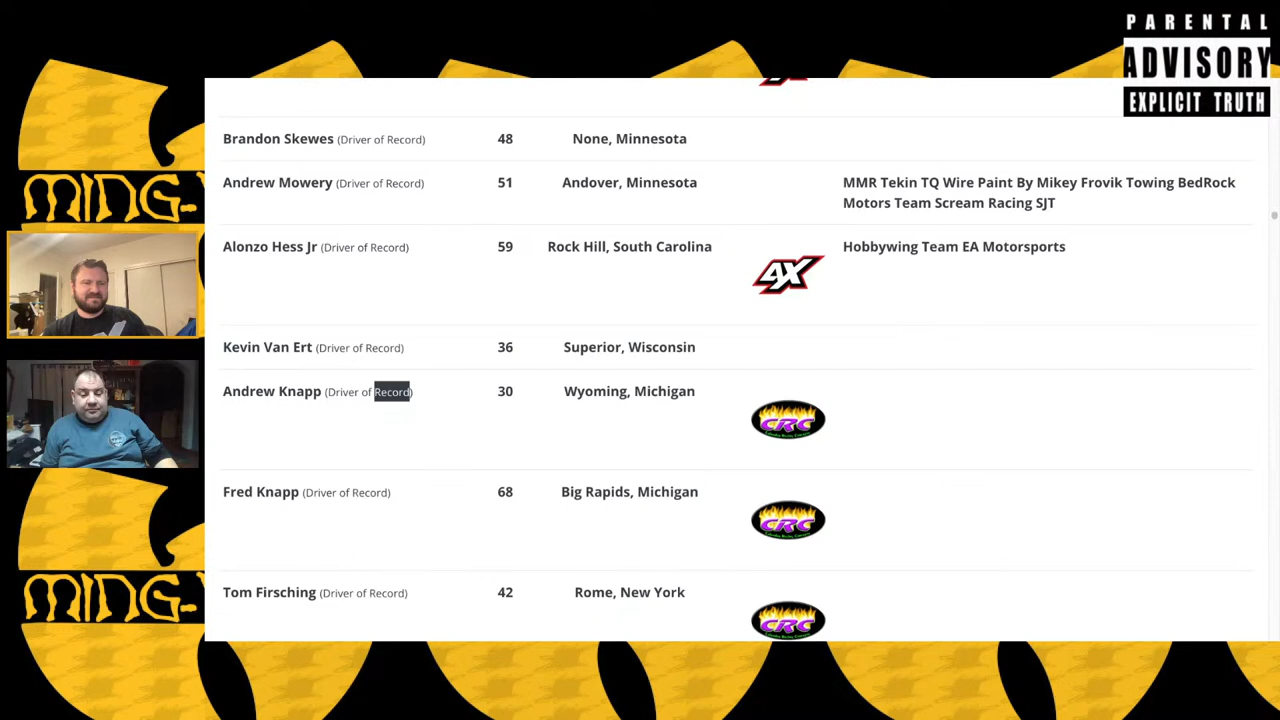 PARENTAL
ADVISORY
EXPLICIT TRUTH
Brandon Skewes (Driver of Record) 48 None, Minnesota
Andrew Mowery (Driver of Record) 51 Andover, Minnesota MMR Tekin TQ Wire Paint By Mikey Frovik Towing BedRock
Motors Team Scream Racing SJT
Alonzo Hess Jr (Driver of Record) 59 Rock Hill, South Carolina Hobbywing Team EA Motorsports
4X
Kevin Van Ert (Driver of Record) 36 Superior, Wisconsin
Andrew Knapp (Driver of Record) 30 Wyoming, Michigan
CRC
Fred Knapp (Driver of Record) 68 Big Rapids, Michigan
CRC
Tom Firsching (Driver of Record) 42 Rome, New York
CRC
MING-
MING-